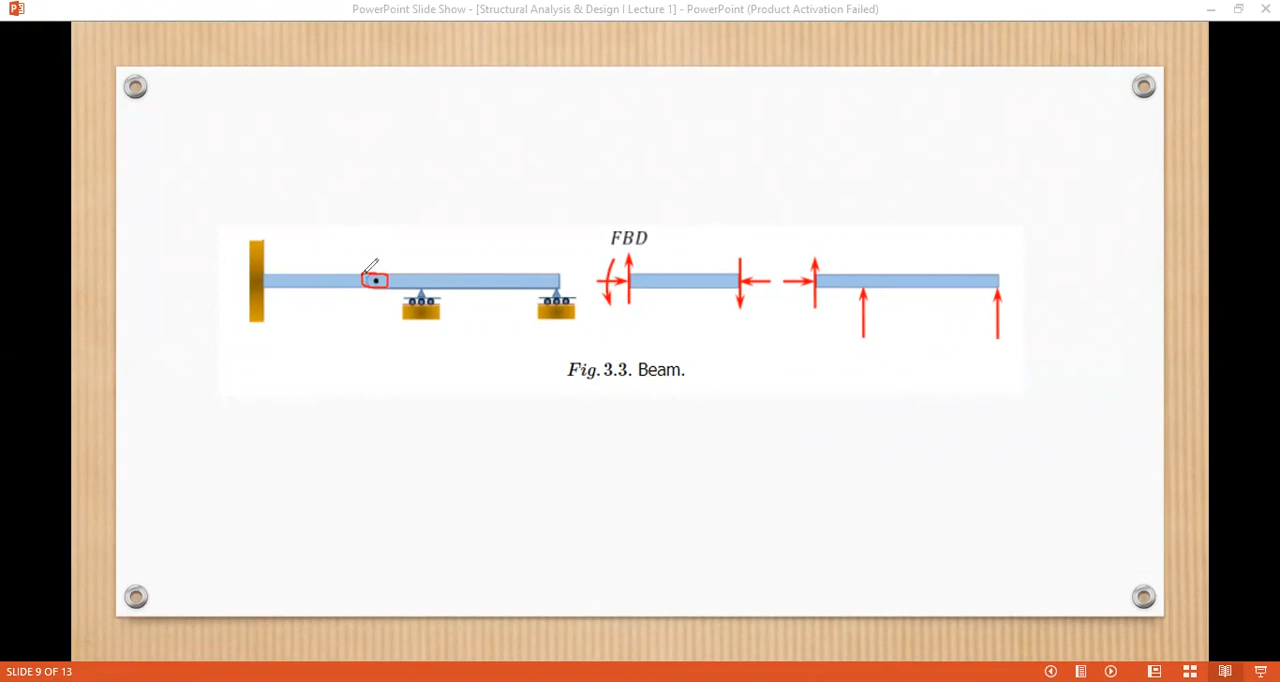 PowerPoint Slide Show - [Structural Analysis & Design I Lecture 1] - PowerPoint (Product Activation Failed)
FBD
Fig. 3.3. Beam.
SLIDE 9 OF 13